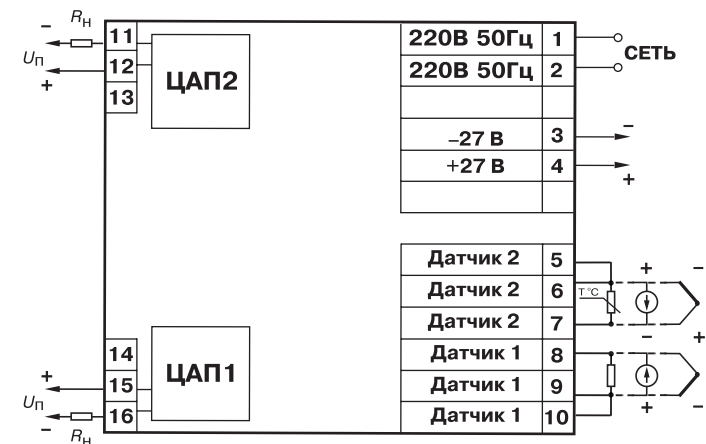 − Rн
Uп
+
11
12
13
ЦАП2
220В 50Гц 1
220В 50Гц 2
СЕТЬ
−27 В 3 −
+27 В 4 +
Датчик 2 5
Датчик 2 6
Датчик 2 7
Датчик 1 8
Датчик 1 9
Датчик 1 10
T °C
+ −
− +
+ −
14
15
16
ЦАП1
+
Uп
− Rн